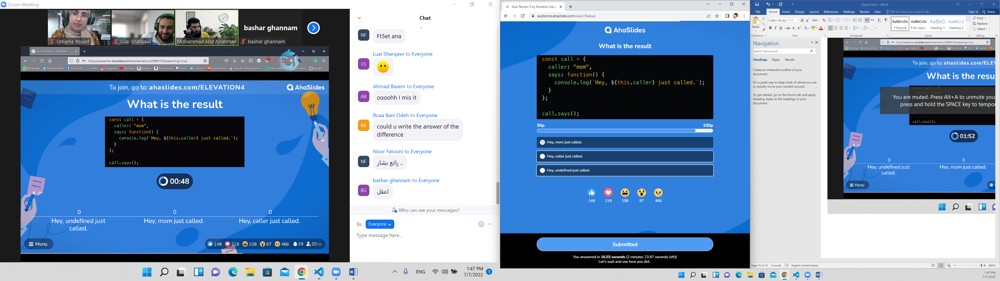 Zoom Meeting
Omama Yousef
Luai Sharqawi
Mohammad Abd Alrahman
bashar ghannam
bashar ghannam
Quiz Review 0 - AhaSlides
https://presenter.ahaslides.com/presentation/2898919?presenting=true
WhatsApp
Telegram Web
Facebook
Twitter
Instagram
YouTube
Amazon
Amazon.de
Twitch
LinkedIn
SoundCloud
linkedin skill assessme...
Python Mastery
Elevation
Rawabi
To join, go to: ahaslides.com/ELEVATION4
AhaSlides
What is the result
const call = {
caller: "mom",
says: function() {
console.log(`Hey, ${this.caller} just called.`);
}
};
call.says();
00:48
0
Hey, undefined just
called.
0
Hey, mom just called.
0
Hey, caller just called.
Menu
148
219
108
97
466
19
20/25
Chat
NF
Ft5et ana
Luai Sharqawi to Everyone
LS
Ahmad Basem to Everyone
AB
oooohh I mis it
Roaa Bani Odeh to Everyone
RB
could u write the answer of the
difference
Noor Fatouni to Everyone
NF
رائع بشار ..
bashar ghannam to Everyone
BG
اعقل
Who can see your messages?
To: Everyone
Type message here...
ENG
1:47 PM
7/7/2022
1
Quiz Review 0 by Elevation Educa
audience.ahaslides.com/aw2r3lwkue
AhaSlides
What is the result
const call = {
caller: "mom",
says: function() {
console.log(`Hey, ${this.caller} just called.`);
}
};
call.says();
50p
100p
Hey, mom just called.
Hey, caller just called.
Hey, undefined just called.
148
219
108
97
466
Submitted
You answered in 16.03 seconds (2 minutes 23.97 seconds left)!
Let's wait and see how you did...
Class5.docx - Word
File
Home
Insert
Design
Layout
References
Mailings
Review
View
Tell me what you want to do...
Sign in
Share
Paste
Calibri (Body)
11
Clipboard
Font
Paragraph
AaBbCcDc
¶ Normal
AaBbCcDc
¶ No Spac...
AaBbCc
Heading 1
AaBbCcE
Heading 2
Styles
Find
Replace
Select
Editing
Navigation
Search document
Headings
Pages
Results
Create an interactive outline of your
document.
It's a great way to keep track of where you are
or quickly move your content around.
To get started, go to the Home tab and apply
Heading styles to the headings in your
document.
https://presenter.ahaslides.com/presentation/2898919?presenting=true
WhatsApp
Telegram Web
Facebook
Twitter
Instagram
YouTube
Amazon
Amazon.de
Twitch
LinkedIn
To join, go to: ahaslides.com/ELEV
What is the resu
You are muted. Press Alt+A to unmute your
press and hold the SPACE key to tempor
call.says();
01:52
0
Hey, undefined just
called.
0
Hey, mom just called.
Menu
Page 15 of 15
5 words
English (United States)
480%
1:47 PM
7/7/2022